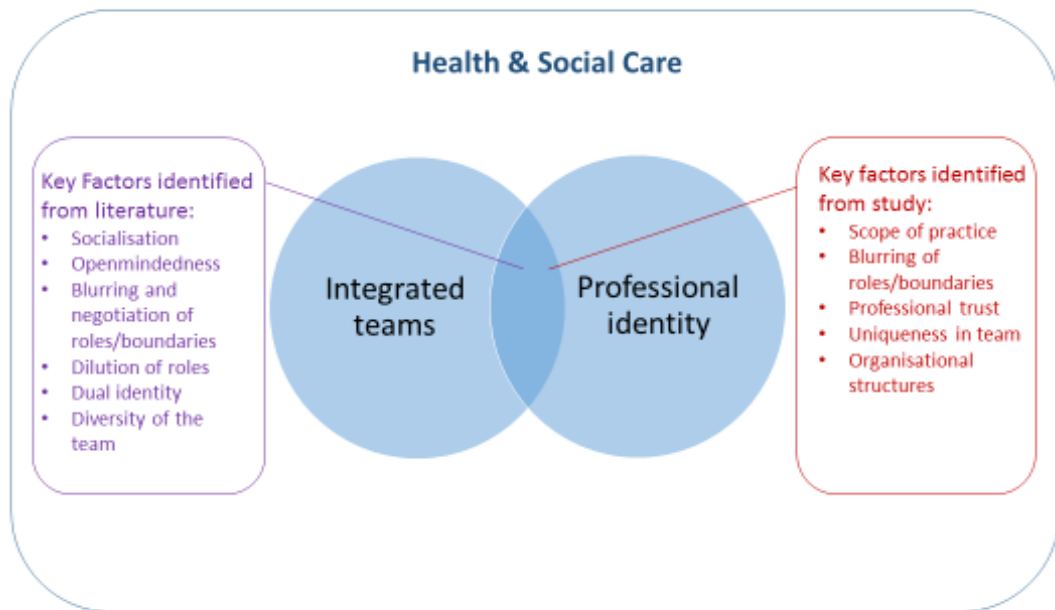 Health & Social Care
Key Factors identified
from literature:
• Socialisation
• Openmindedness
• Blurring and
negotiation of
roles/boundaries
• Dilution of roles
• Dual identity
• Diversity of the
team
Integrated
teams
Professional
identity
Key factors identified
from study:
• Scope of practice
• Blurring of
roles/boundaries
• Professional trust
• Uniqueness in team
• Organisational
structures